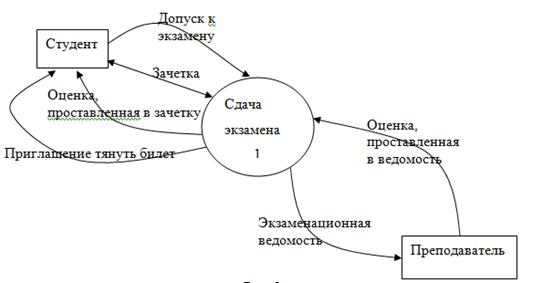 Допуск к
экзамену
Студент
Зачетка
Оценка,
проставленная в зачетку
Сдача
экзамена
1
Оценка,
проставленная
в ведомость
Приглашение тянуть билет
Экзаменационная
ведомость
Преподаватель